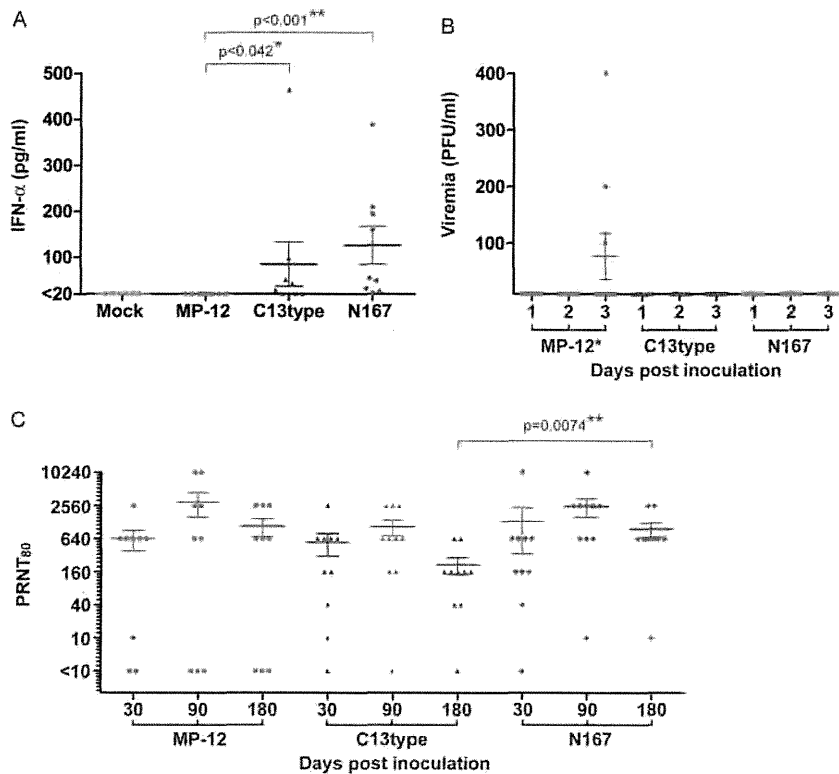 A
p<0.001**
p<0.042*
IFN-α (pg/ml)
500
400
300
200
100
<20
Mock MP-12 C13type N167
B
Viremia (PFU/ml)
400
300
200
100
1 2 3 1 2 3 1 2 3
MP-12* C13type N167
Days post inoculation
C
p=0.0074**
PRNT80
10240
2560
640
160
40
10
<10
30 90 180 30 90 180 30 90 180
MP-12 C13type N167
Days post inoculation